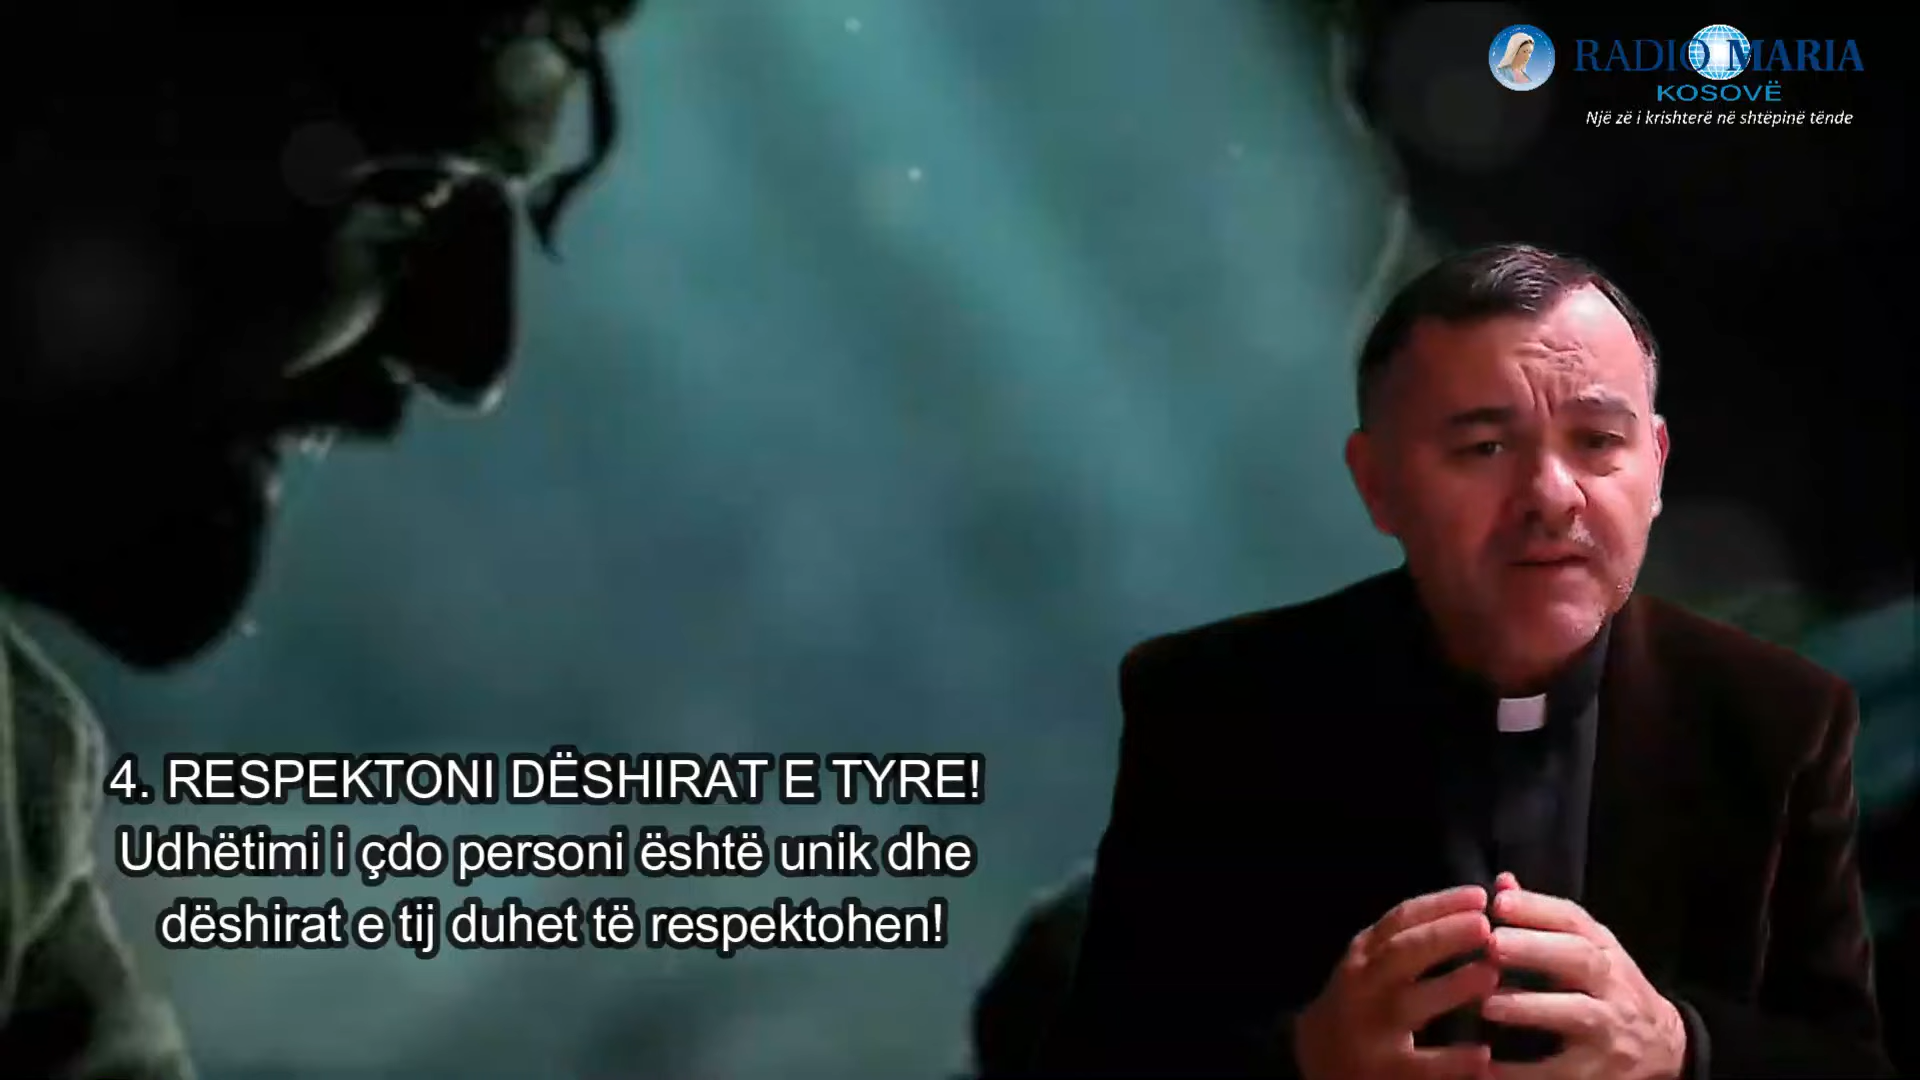 RADIO MARIA
KOSOVË
Një zë i krishterë në shtëpinë tënde
4. RESPEKTONI DËSHIRAT E TYRE!
Udhëtimi i çdo personi është unik dhe
dëshirat e tij duhet të respektohen!